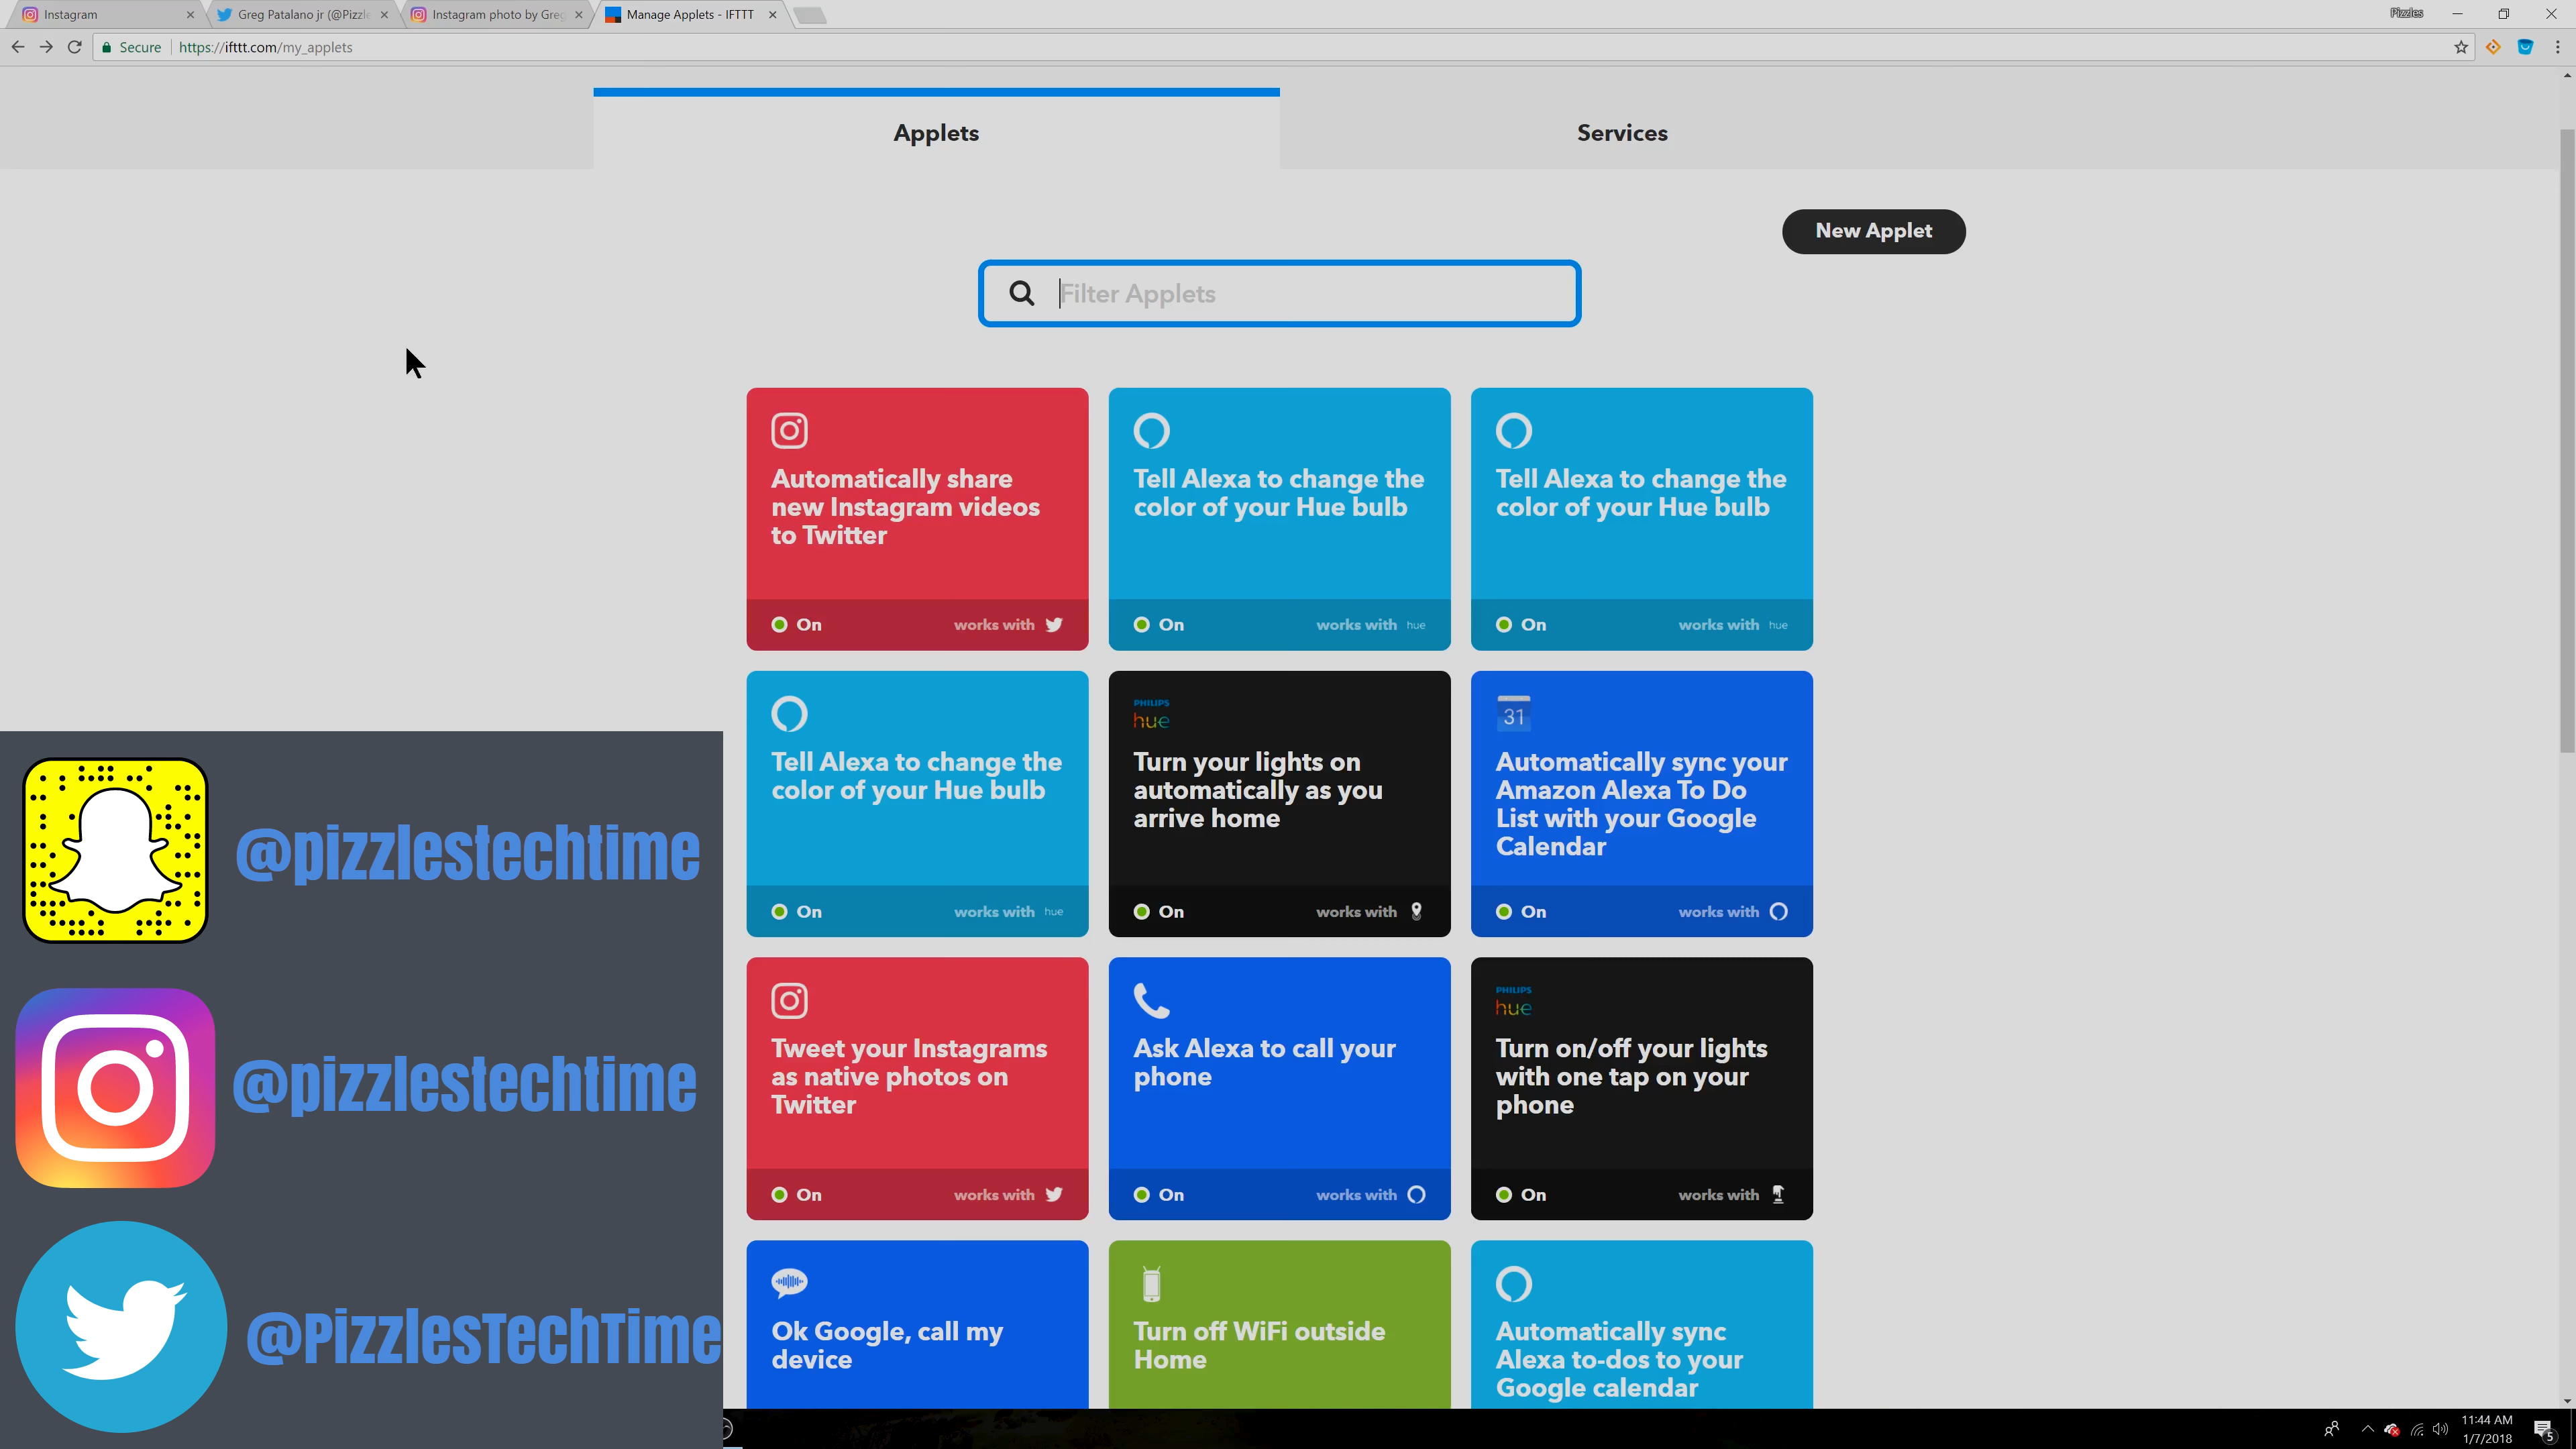 Instagram
Greg Patalano jr (@Pizzle
Instagram photo by Greg
Manage Applets - IFTTT
Pizzles
Secure
https://ifttt.com/my_applets
Applets
Services
New Applet
Filter Applets
Automatically share
new Instagram videos
to Twitter
On
works with
Tell Alexa to change the
color of your Hue bulb
On
works with hue
Tell Alexa to change the
color of your Hue bulb
On
works with hue
Tell Alexa to change the
color of your Hue bulb
On
works with hue
PHILIPS
hue
Turn your lights on
automatically as you
arrive home
On
works with
31
Automatically sync your
Amazon Alexa To Do
List with your Google
Calendar
On
works with
Tweet your Instagrams
as native photos on
Twitter
On
works with
Ask Alexa to call your
phone
On
works with
PHILIPS
hue
Turn on/off your lights
with one tap on your
phone
On
works with
Ok Google, call my
device
Turn off WiFi outside
Home
Automatically sync
Alexa to-dos to your
Google calendar
@pizzlestechtime
@pizzlestechtime
@PizzlesTechTime
11:44 AM
1/7/2018
5